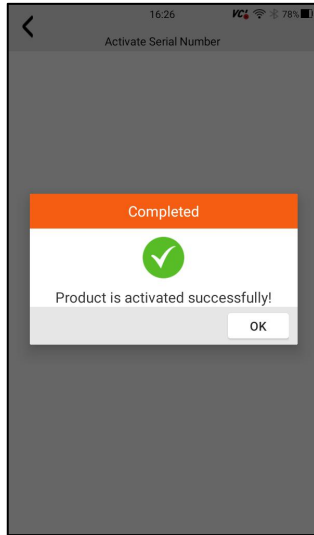 16:26
VCI
78%
Activate Serial Number
Completed
Product is activated successfully!
OK